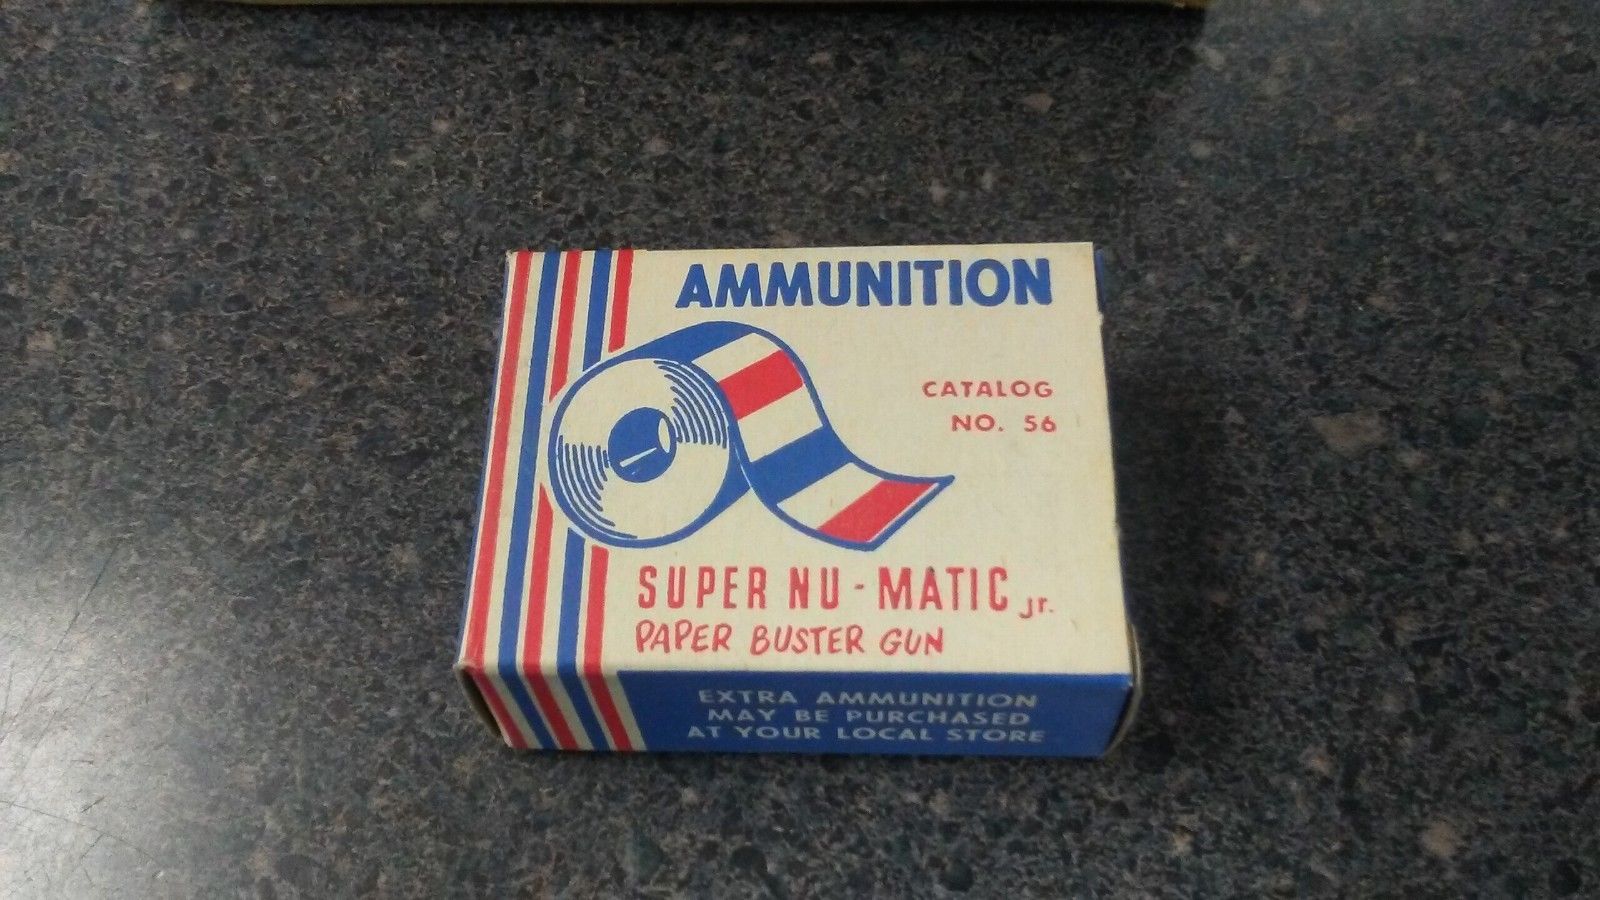 AMMUNITION
CATALOG
NO. 56
SUPER NU-MATIC Jr.
PAPER BUSTER GUN
EXTRA AMMUNITION
MAY BE PURCHASED
AT YOUR LOCAL STORE